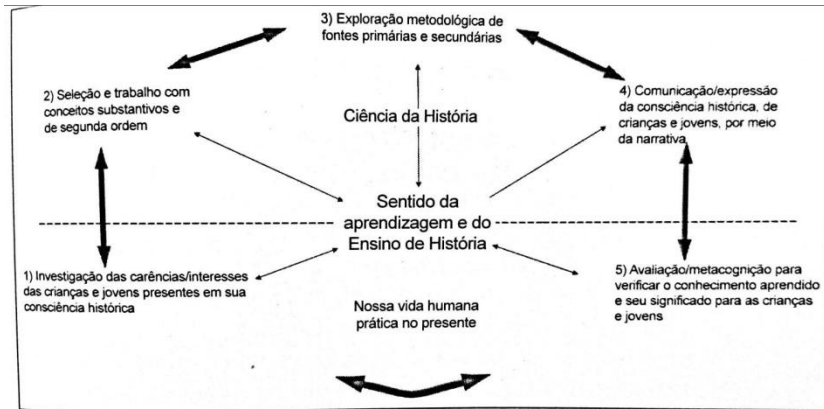 3) Exploração metodológica de
fontes primárias e secundárias
2) Seleção e trabalho com
conceitos substantivos e
de segunda ordem
Ciência da História
4) Comunicação/expressão
da consciência histórica, de
crianças e jovens, por meio
da narrativa
Sentido da
aprendizagem e do
Ensino de História
1) Investigação das carências/interesses
das crianças e jovens presentes em sua
consciência histórica
5) Avaliação/metacognição para
verificar o conhecimento aprendido
e seu significado para as crianças
e jovens
Nossa vida humana
prática no presente